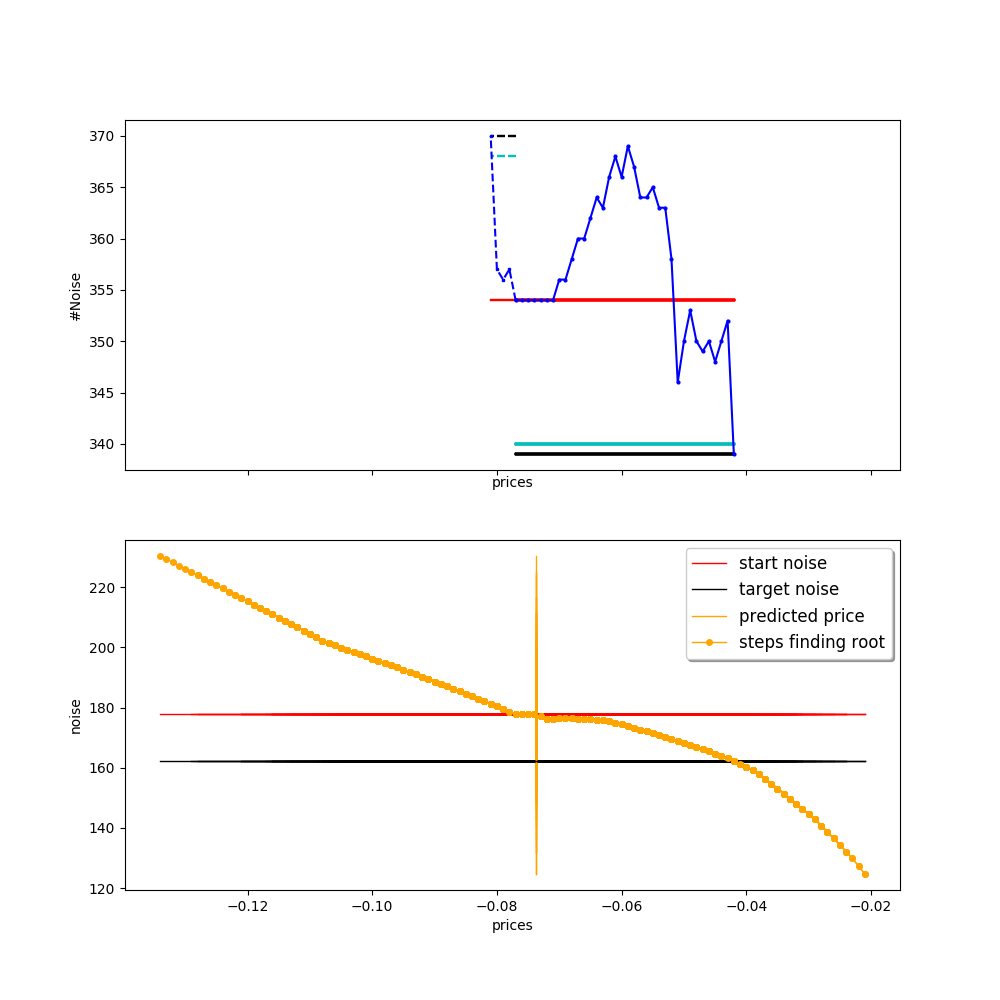 370
365
360
355
350
345
340
#Noise
prices
220
200
180
160
140
120
noise
start noise
target noise
predicted price
steps finding root
−0.12
−0.10
−0.08
−0.06
−0.04
−0.02
prices